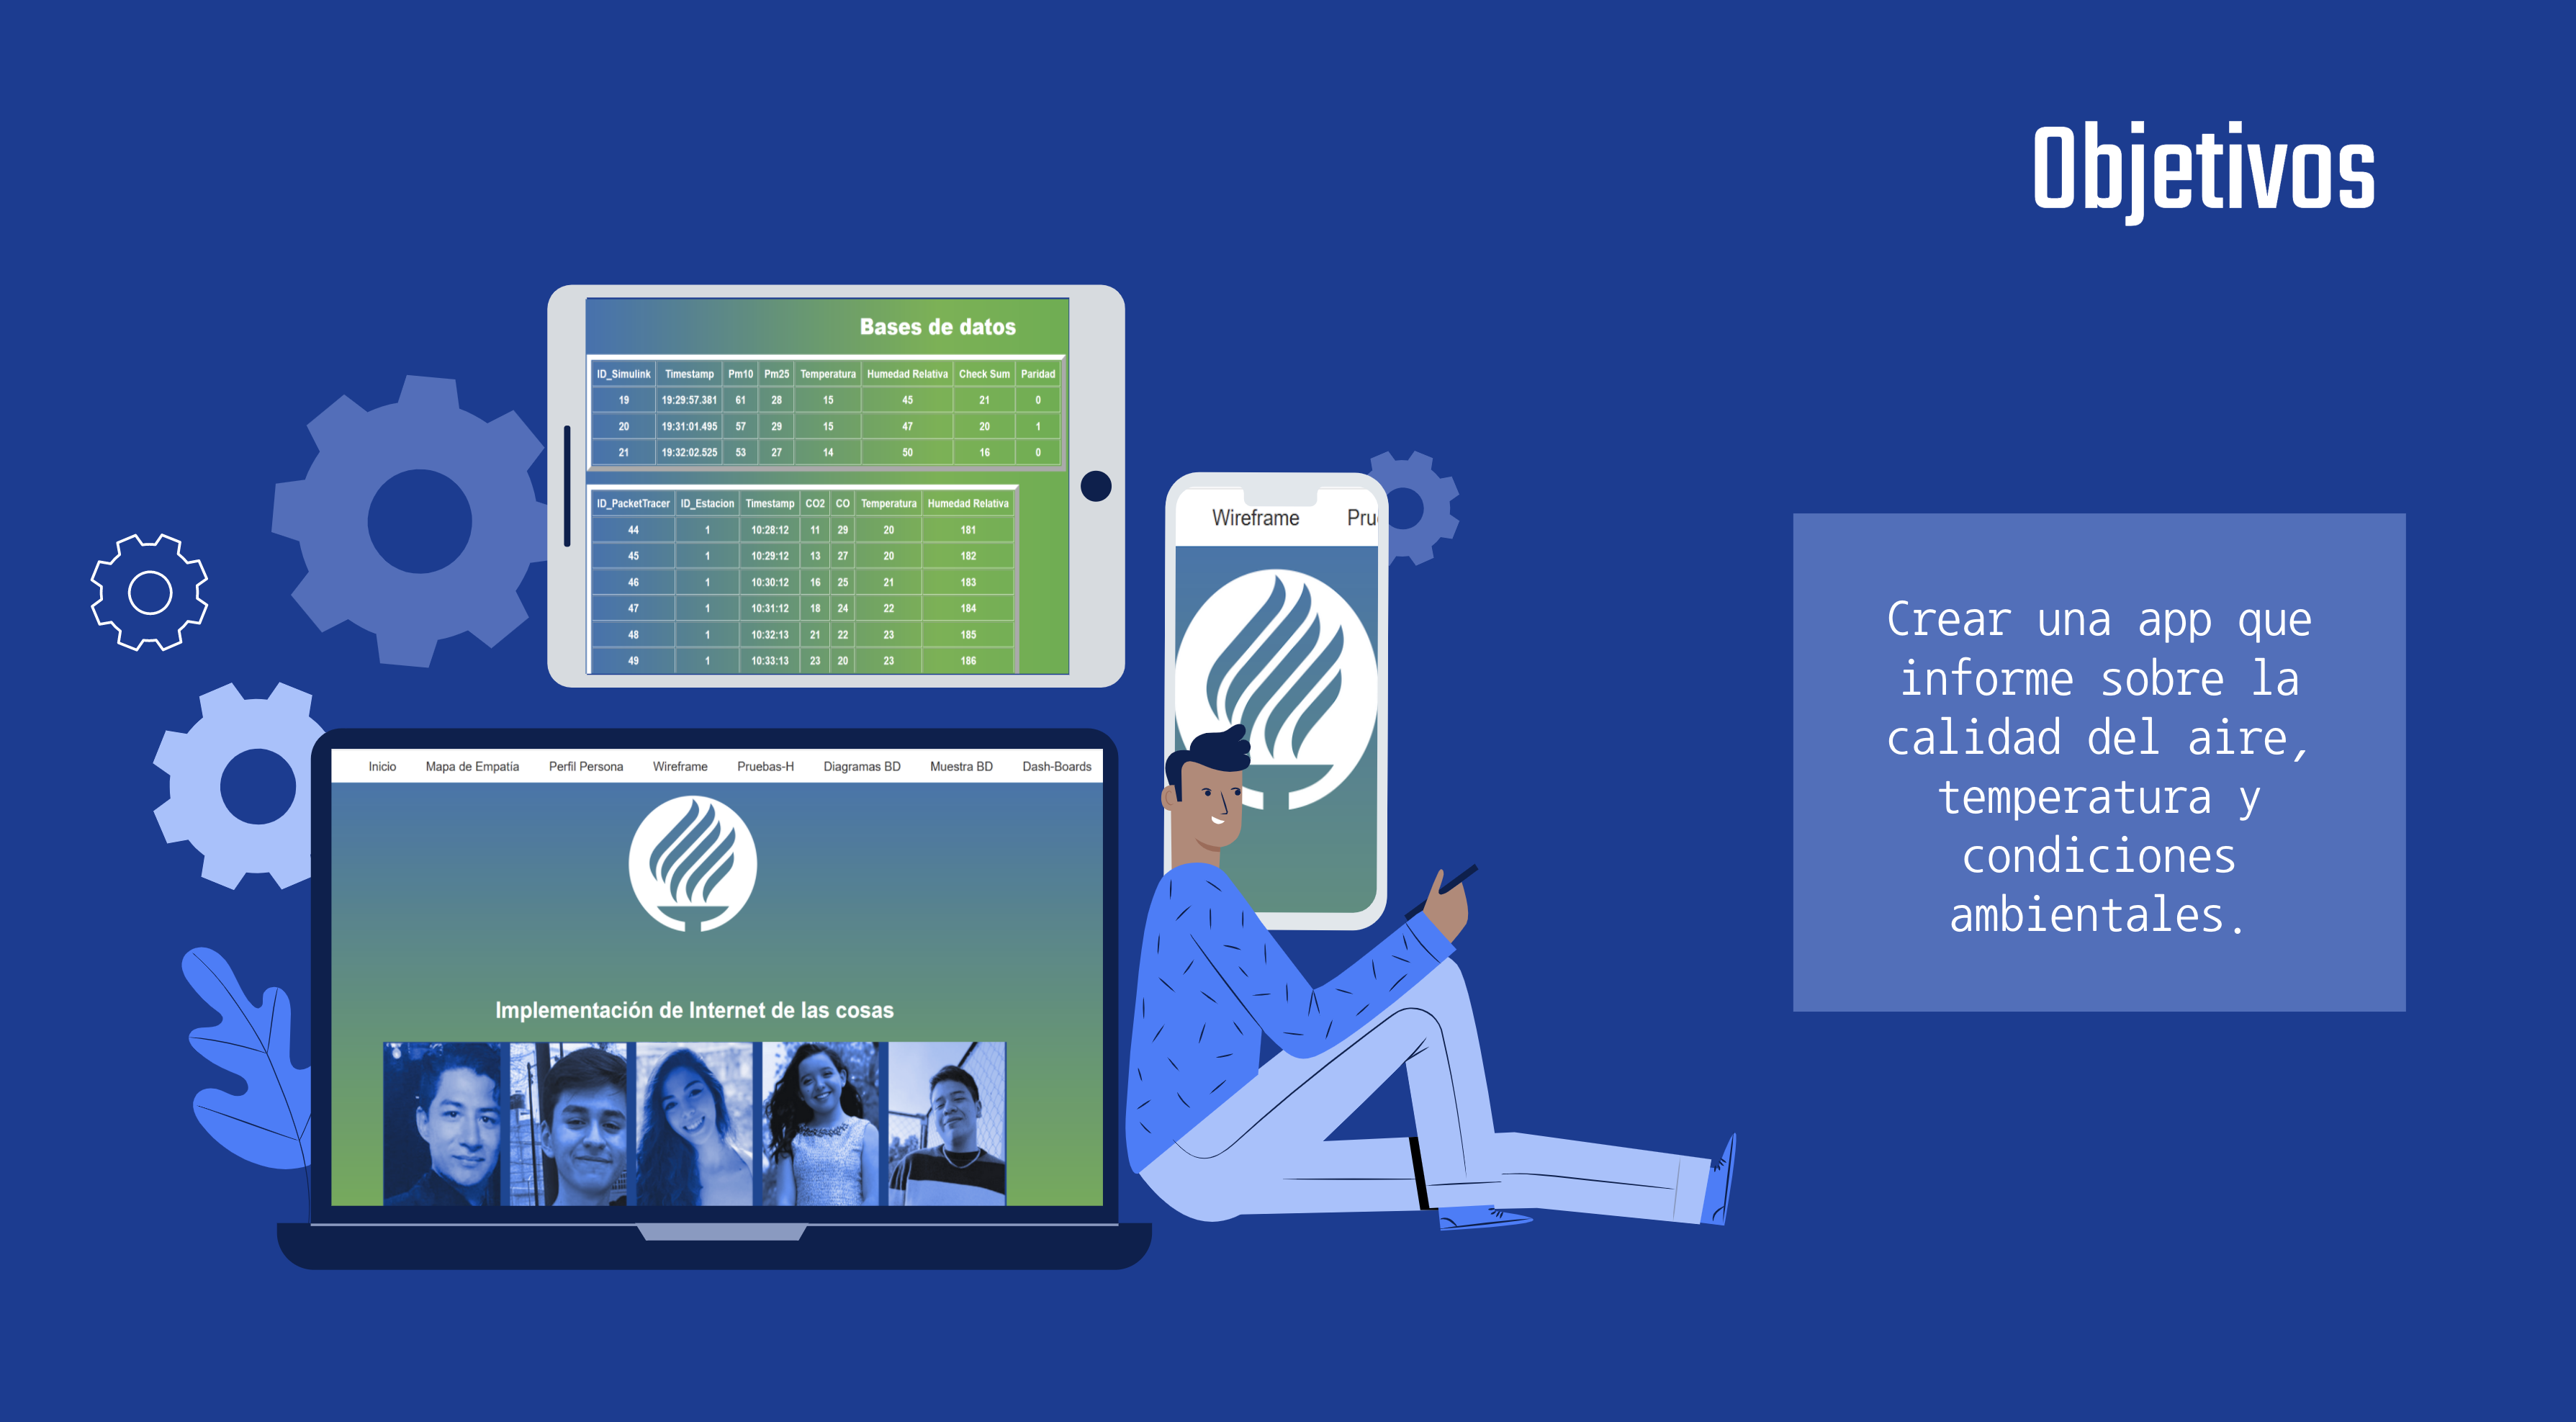 Objetivos
Bases de datos
ID_Simulink Timestamp Pm10 Pm25 Temperatura Humedad Relativa Check Sum Paridad
19 19:29:57.381 61 28 15 45 21 0
20 19:31:01.495 57 29 15 47 20 1
21 19:32:02.525 53 27 14 50 16 0
ID_PacketTracer ID_Estacion Timestamp CO2 CO Temperatura Humedad Relativa
44 1 10:28:12 11 29 20 181
45 1 10:29:12 13 27 20 182
46 1 10:30:12 16 25 21 183
47 1 10:31:12 18 24 22 184
48 1 10:32:13 21 22 23 185
49 1 10:33:13 23 20 23 186
Wireframe Pru
Inicio Mapa de Empatía Perfil Persona Wireframe Pruebas-H Diagramas BD Muestra BD Dash-Boards
Implementación de Internet de las cosas
Crear una app que
informe sobre la
calidad del aire,
temperatura y
condiciones
ambientales.